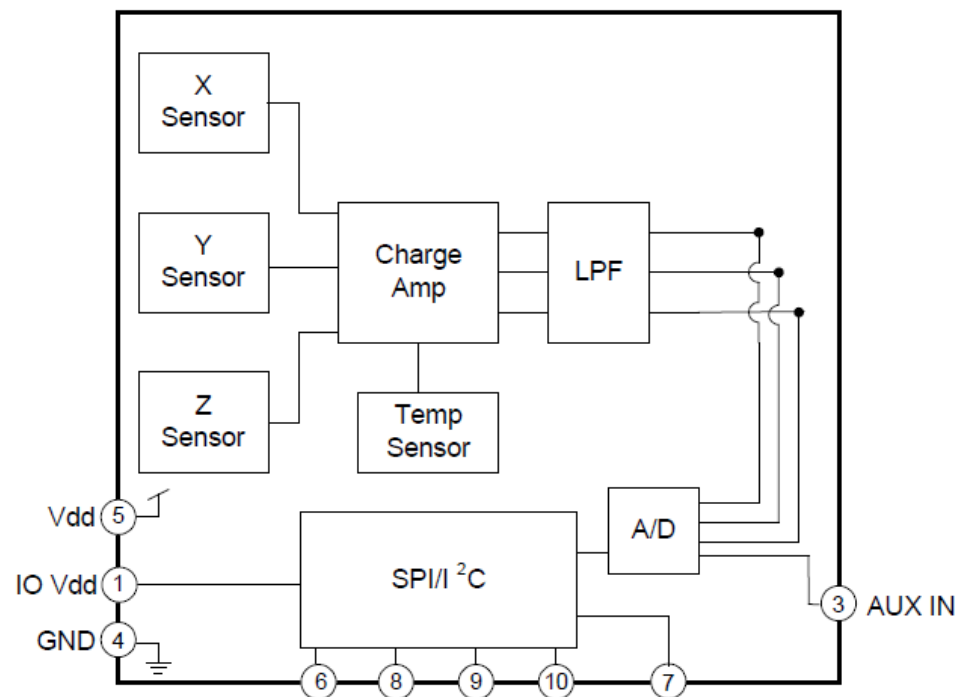 X
Sensor
Y
Sensor
Charge
Amp
LPF
Z
Sensor
Temp
Sensor
Vdd 5
A/D
SPI/I ²C
IO Vdd 1
3 AUX IN
GND 4
6 8 9 10 7